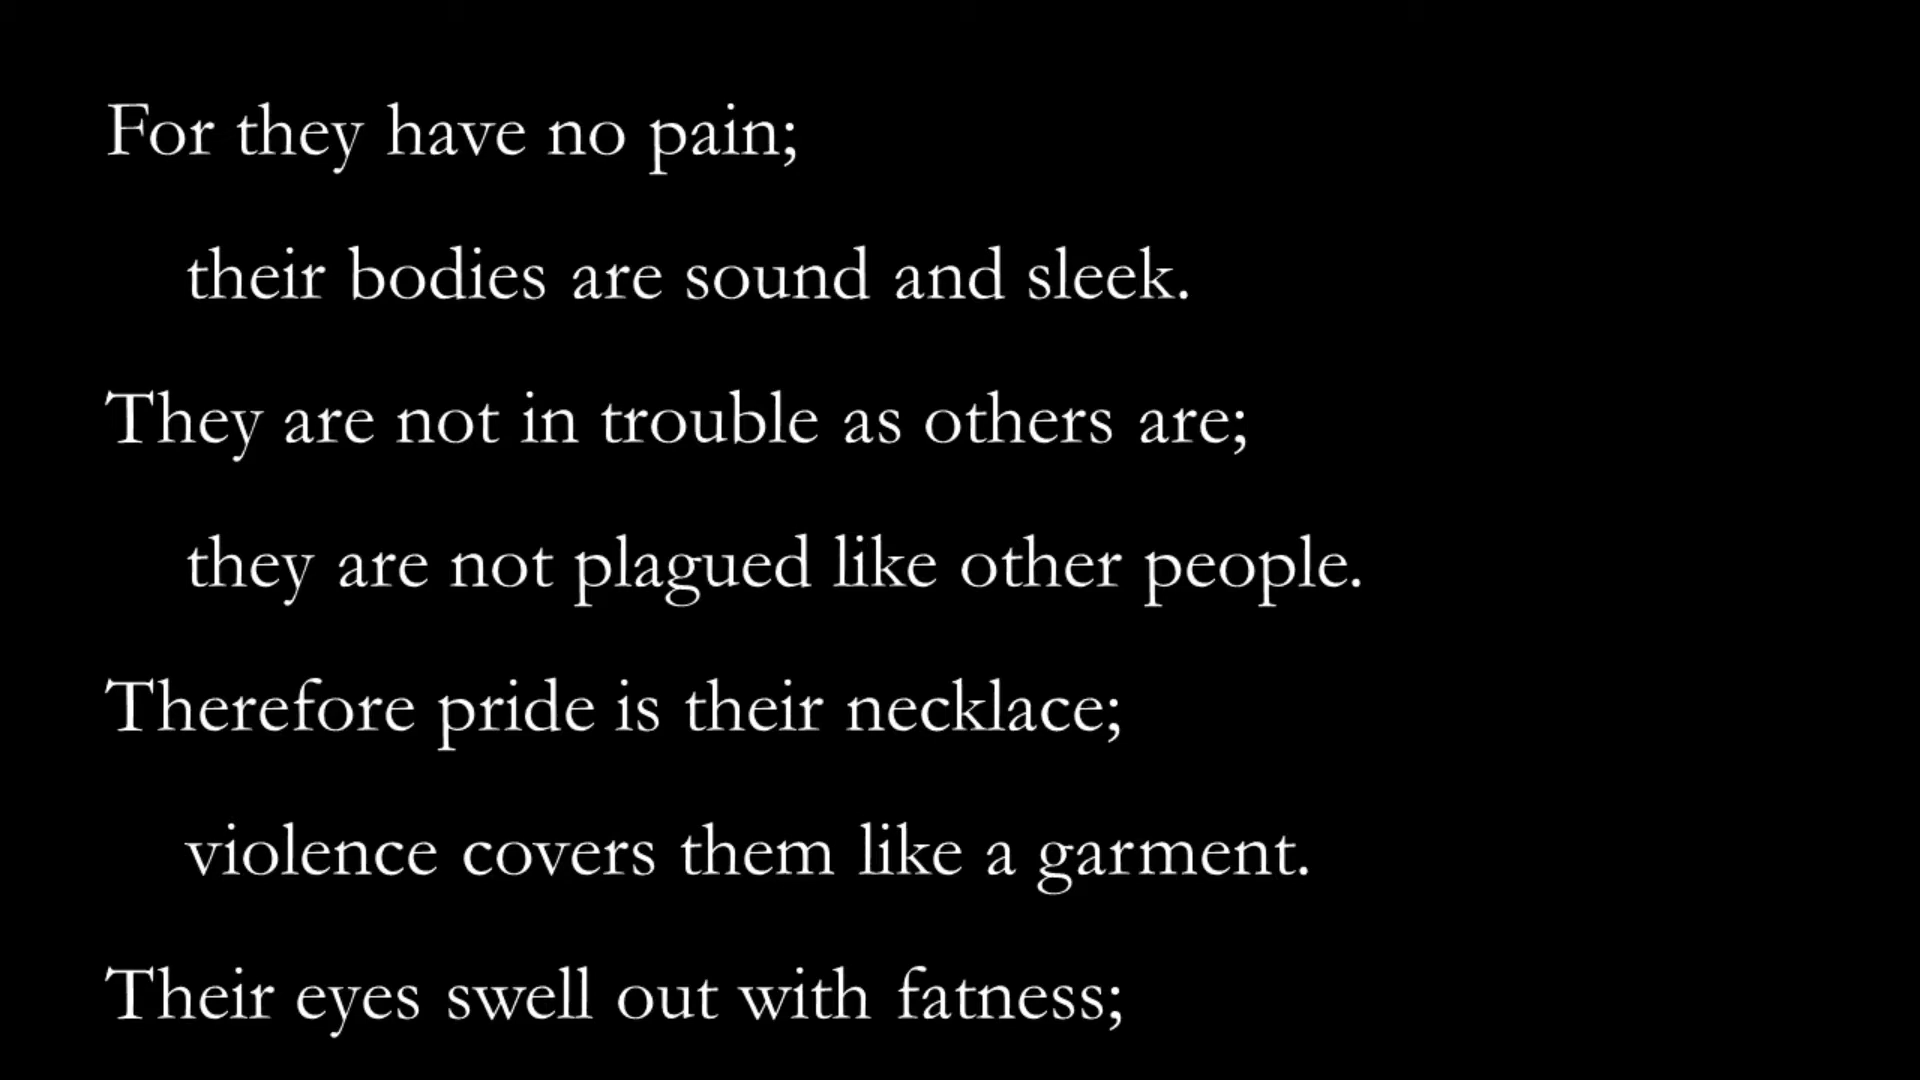 For they have no pain;
their bodies are sound and sleek.
They are not in trouble as others are;
they are not plagued like other people.
Therefore pride is their necklace;
violence covers them like a garment.
Their eyes swell out with fatness;